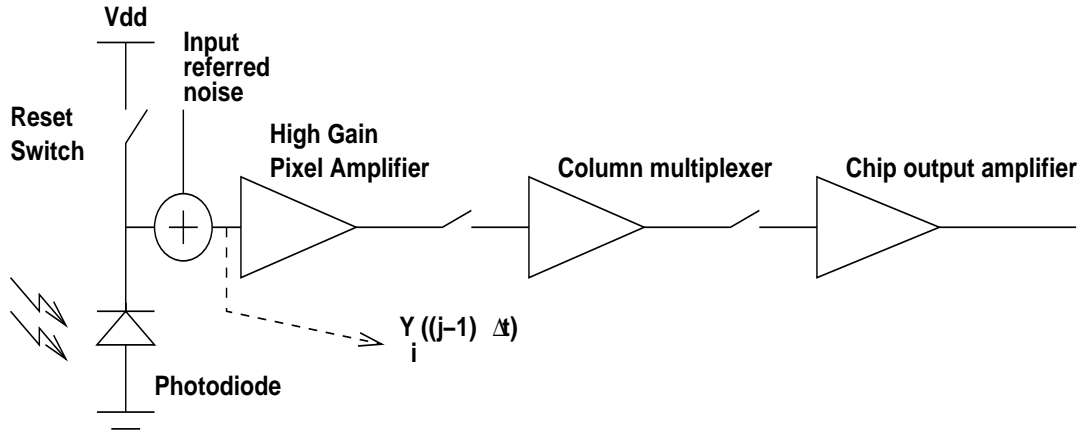 Vdd
Input
referred
noise
Reset
Switch
High Gain
Pixel Amplifier
Column multiplexer
Chip output amplifier
Y ((j–1) Δt)
i
Photodiode